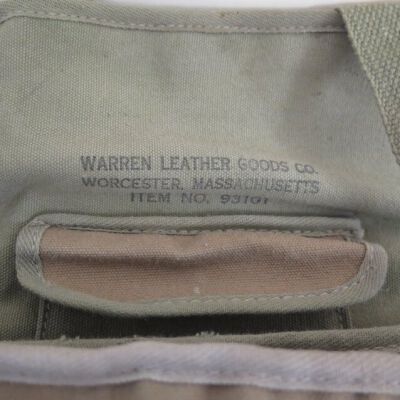 WARREN LEATHER GOODS CO.
WORCESTER, MASSACHUSETTS
ITEM NO. 93101